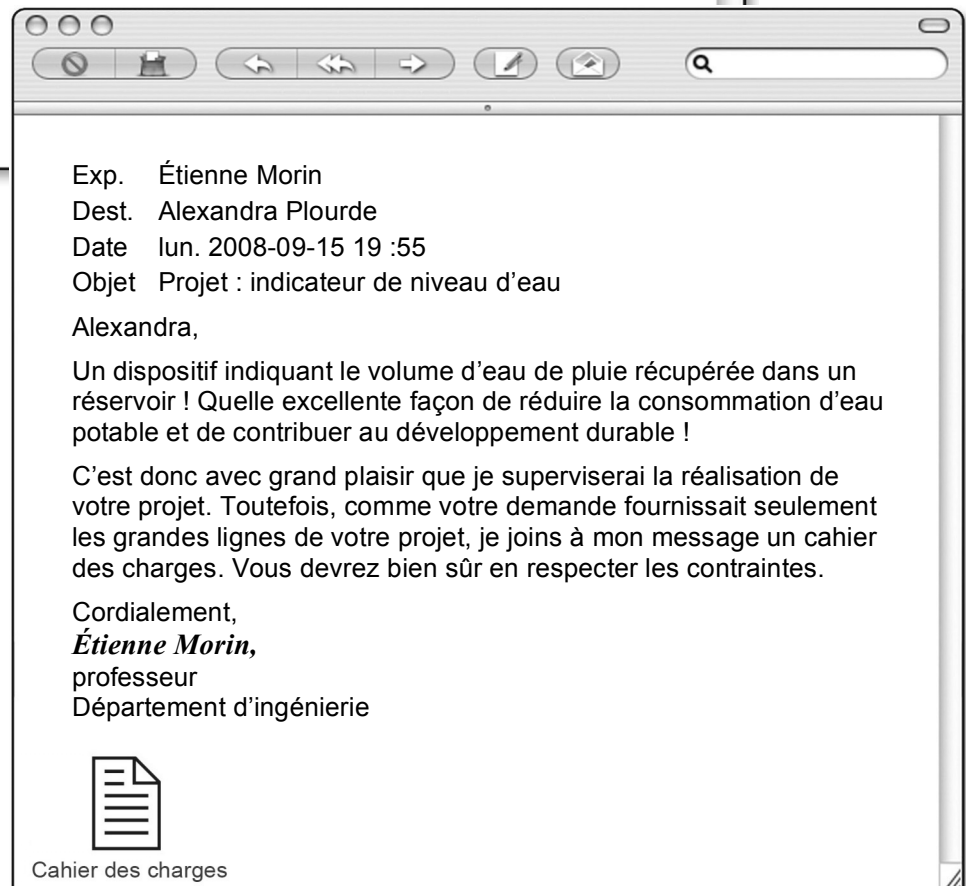 Exp. Étienne Morin
Dest. Alexandra Plourde
Date lun. 2008-09-15 19 :55
Objet Projet : indicateur de niveau d’eau
Alexandra,
Un dispositif indiquant le volume d’eau de pluie récupérée dans un
réservoir ! Quelle excellente façon de réduire la consommation d’eau
potable et de contribuer au développement durable !
C’est donc avec grand plaisir que je superviserai la réalisation de
votre projet. Toutefois, comme votre demande fournissait seulement
les grandes lignes de votre projet, je joins à mon message un cahier
des charges. Vous devrez bien sûr en respecter les contraintes.
Cordialement,
Étienne Morin,
professeur
Département d’ingénierie
Cahier des charges